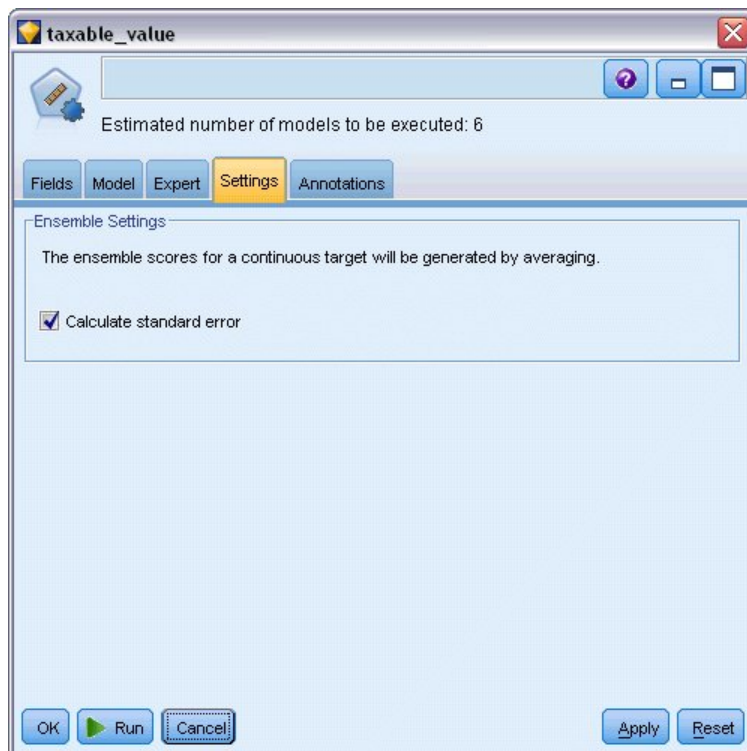 taxable_value
Estimated number of models to be executed: 6
Fields Model Expert Settings Annotations
Ensemble Settings
The ensemble scores for a continuous target will be generated by averaging.
Calculate standard error
OK Run Cancel Apply Reset